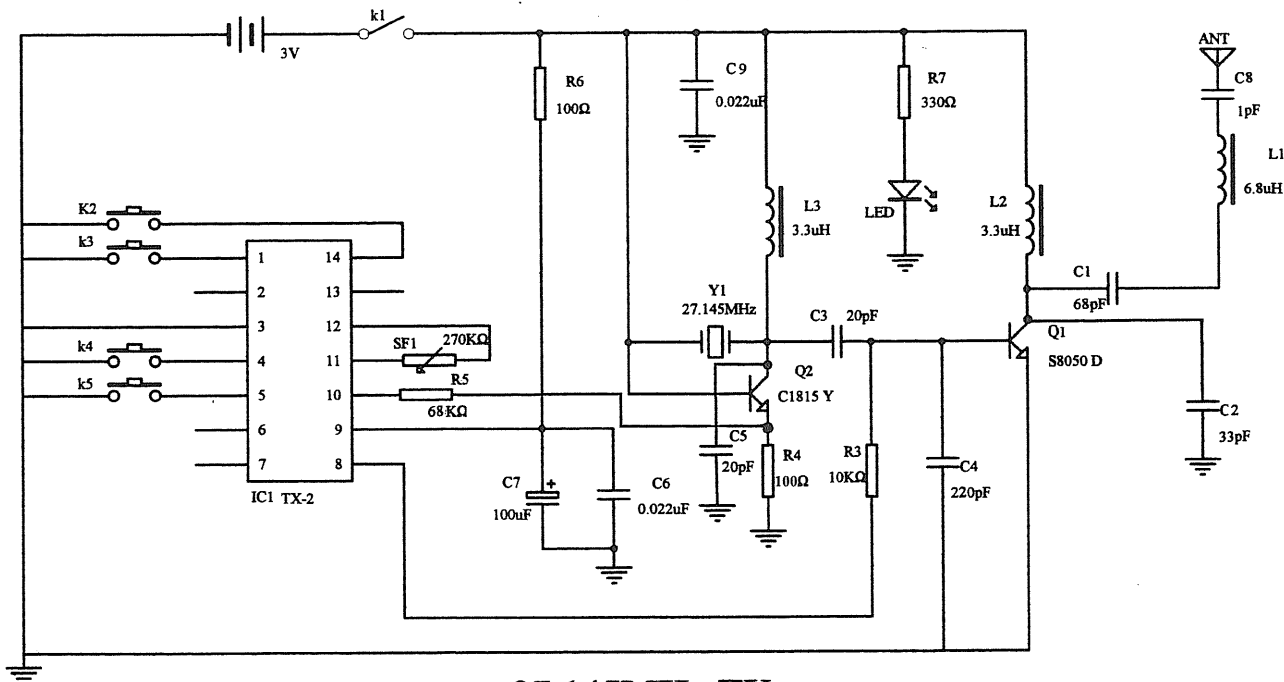 k1
3V
R6
100Ω
C9
0.022uF
R7
330Ω
ANT
C8
1pF
L1
6.8uH
K2
k3
L3
3.3uH
LED
L2
3.3uH
1 14
2 13
3 12
4 11
5 10
6 9
7 8
k4
k5
SF1
270KΩ
R5
68KΩ
Y1
27.145MHz
C3
20pF
C1
68pF
Q1
S8050 D
Q2
C1815 Y
C2
33pF
C5
20pF
R4
100Ω
R3
10KΩ
C4
220pF
IC1 TX-2
C7
+
100uF
C6
0.022uF